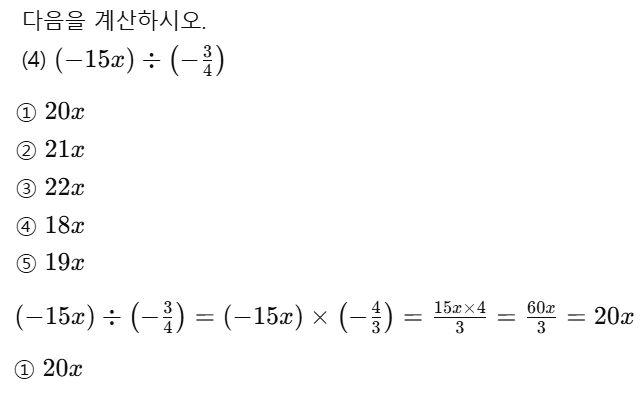 다음을 계산하시오.
(4) (−15x) ÷ (−3/4)
① 20x
② 21x
③ 22x
④ 18x
⑤ 19x
(−15x) ÷ (−3/4) = (−15x) × (−4/3) = 15x×4/3 = 60x/3 = 20x
① 20x